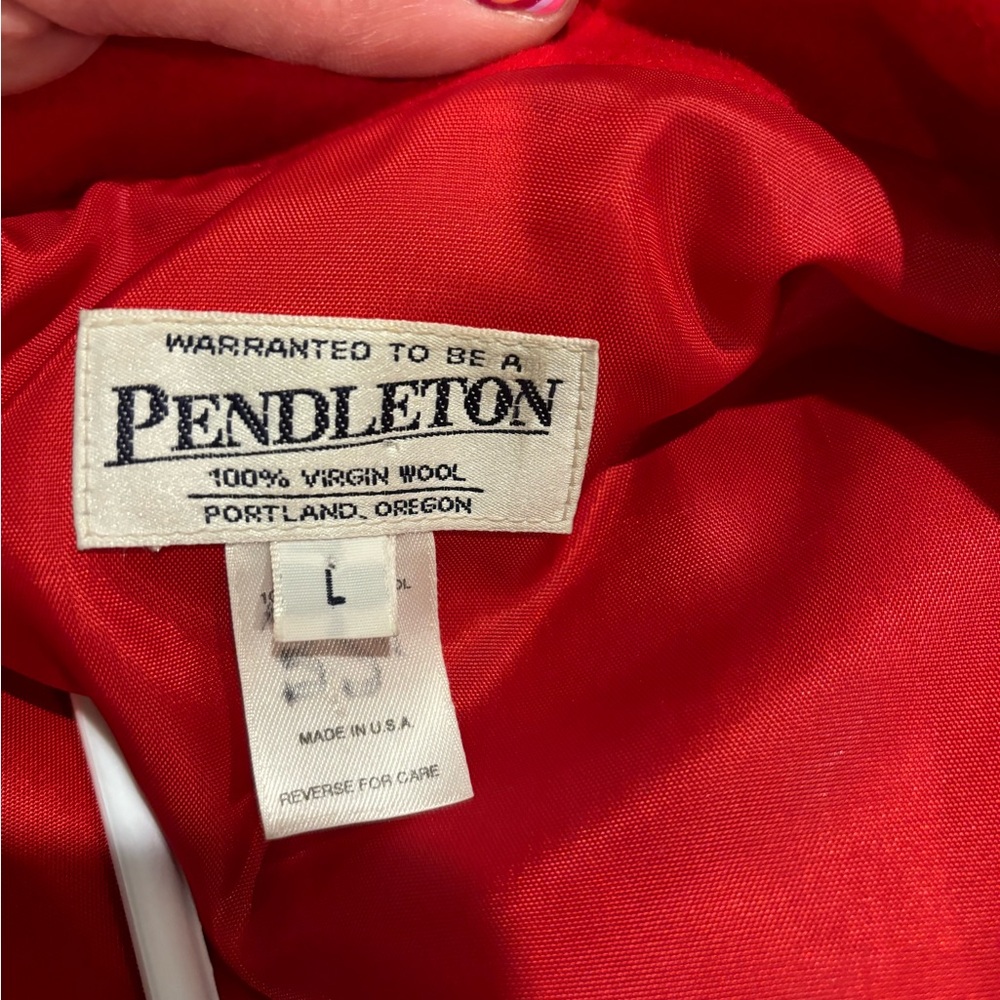 WARRANTED TO BE A
PENDLETON
100% VIRGIN WOOL
PORTLAND, OREGON
L
MADE IN U.S.A.
REVERSE FOR CARE